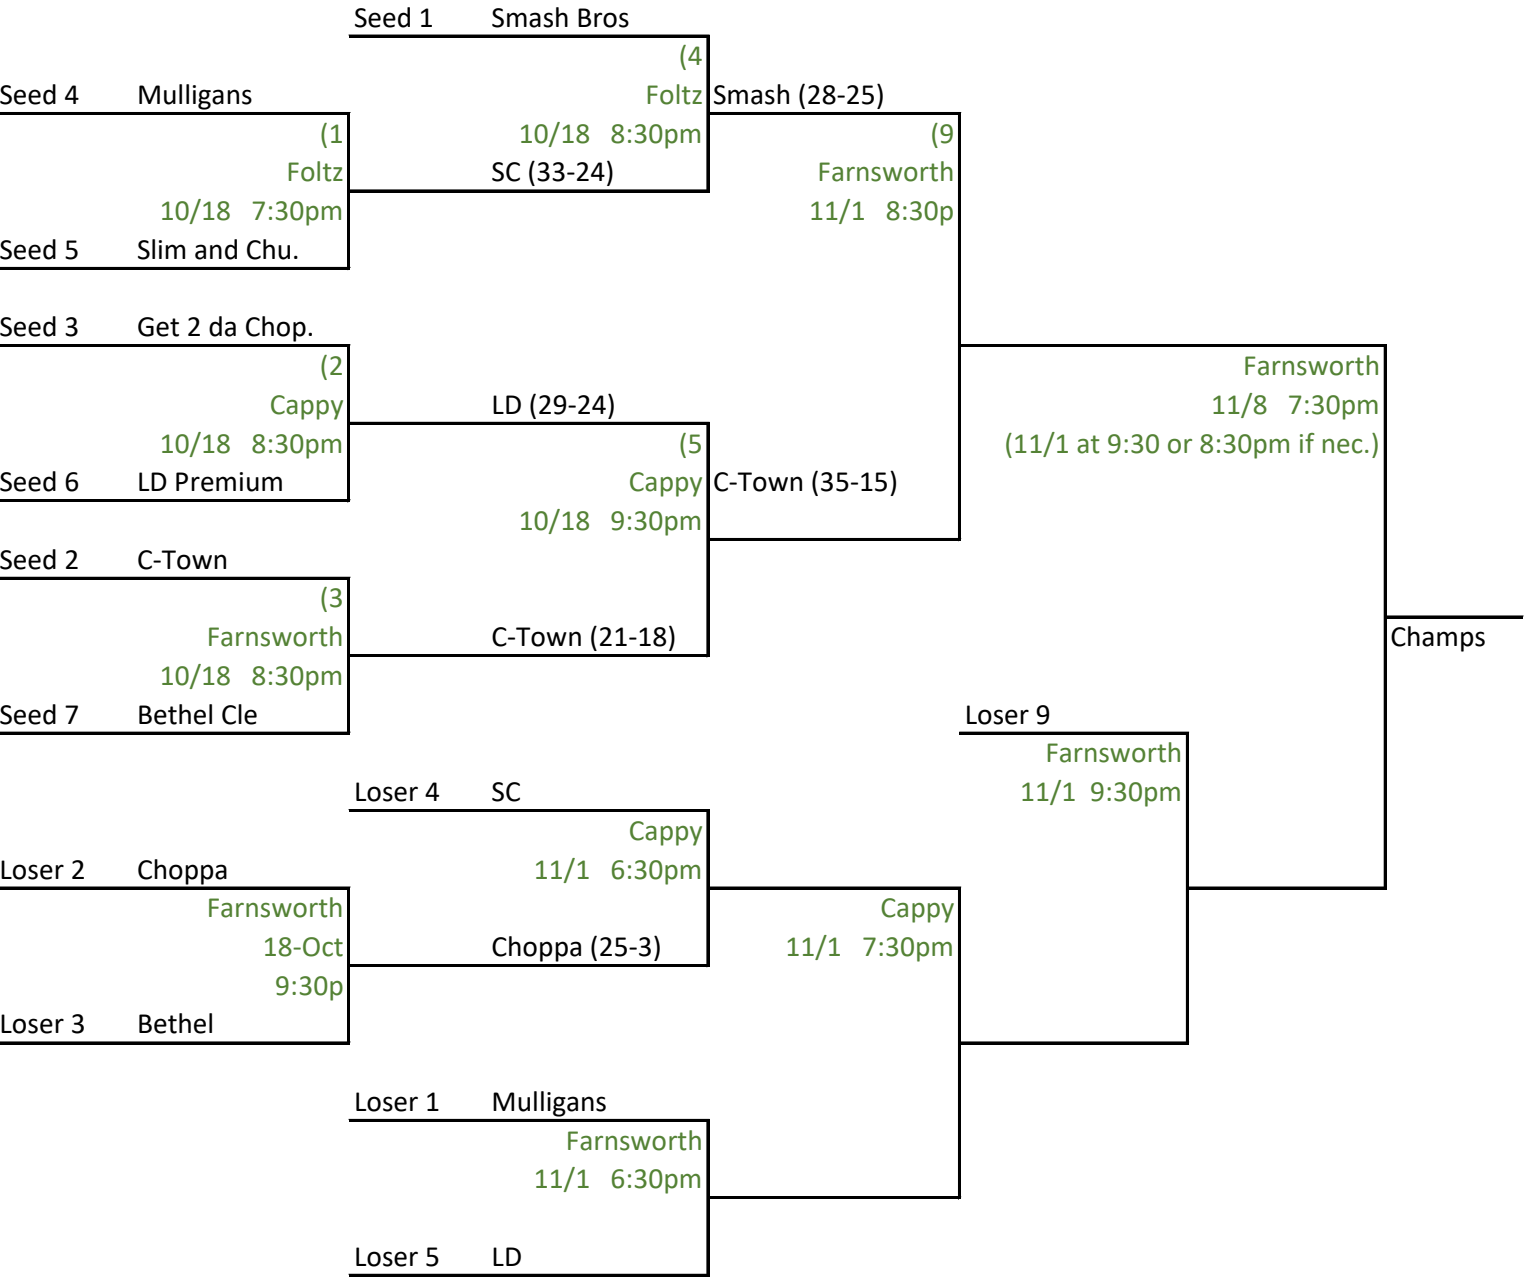 Seed 1 Smash Bros
(4
Seed 4 Mulligans Foltz Smash (28-25)
(1 10/18 8:30pm (9
Foltz SC (33-24) Farnsworth
10/18 7:30pm 11/1 8:30p
Seed 5 Slim and Chu.
Seed 3 Get 2 da Chop.
(2 Farnsworth
Cappy LD (29-24) 11/8 7:30pm
10/18 8:30pm (5 (11/1 at 9:30 or 8:30pm if nec.)
Seed 6 LD Premium Cappy C-Town (35-15)
10/18 9:30pm
Seed 2 C-Town
(3
Farnsworth C-Town (21-18) Champs
10/18 8:30pm
Seed 7 Bethel Cle Loser 9
Farnsworth
Loser 4 SC 11/1 9:30pm
Cappy
Loser 2 Choppa 11/1 6:30pm
Farnsworth Cappy
18-Oct Choppa (25-3) 11/1 7:30pm
9:30p
Loser 3 Bethel
Loser 1 Mulligans
Farnsworth
11/1 6:30pm
Loser 5 LD